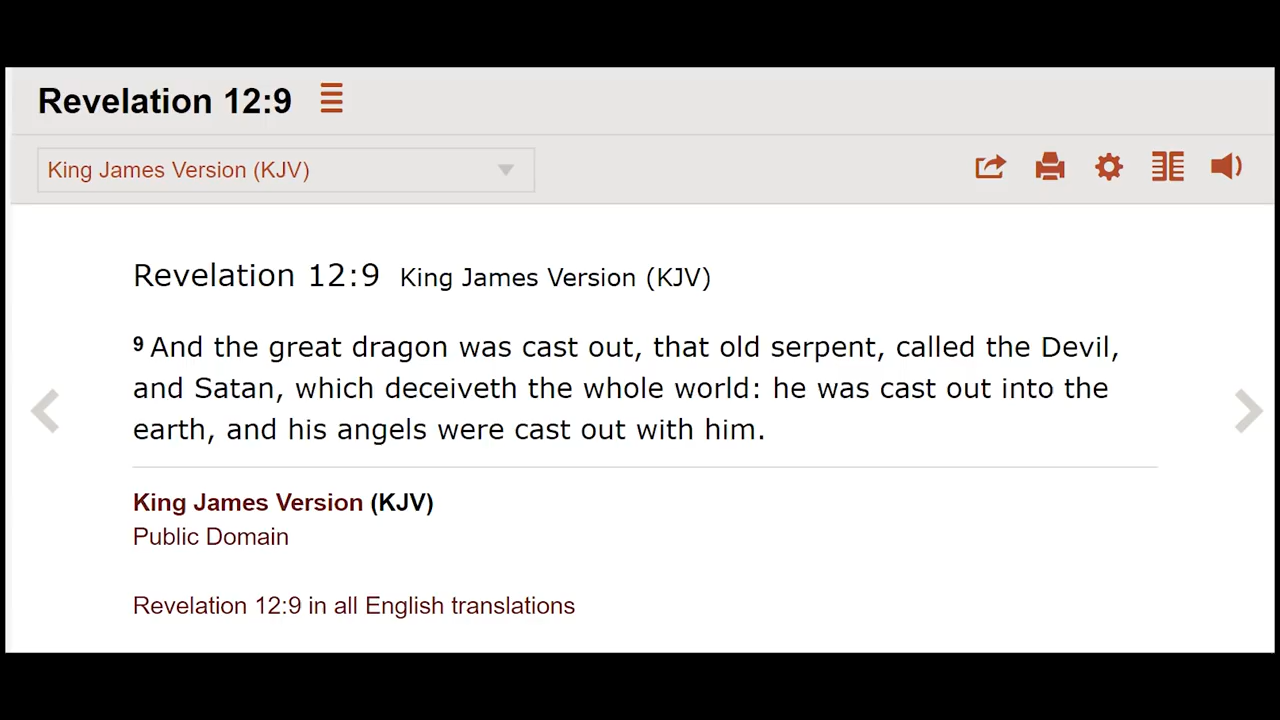 Revelation 12:9
King James Version (KJV)
Revelation 12:9 King James Version (KJV)
9 And the great dragon was cast out, that old serpent, called the Devil,
and Satan, which deceiveth the whole world: he was cast out into the
earth, and his angels were cast out with him.
King James Version (KJV)
Public Domain
Revelation 12:9 in all English translations